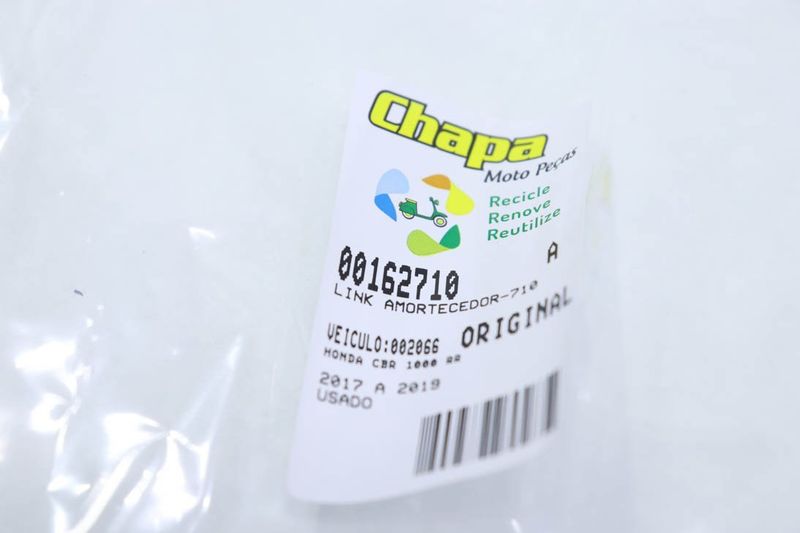 Chapa
Moto Peças
Recicle
Renove
Reutilize
00162710
A
LINK AMORTECEDOR-710
VEICULO:002066 ORIGINAL
HONDA CBR 1000 RR
2017 A 2019
USADO